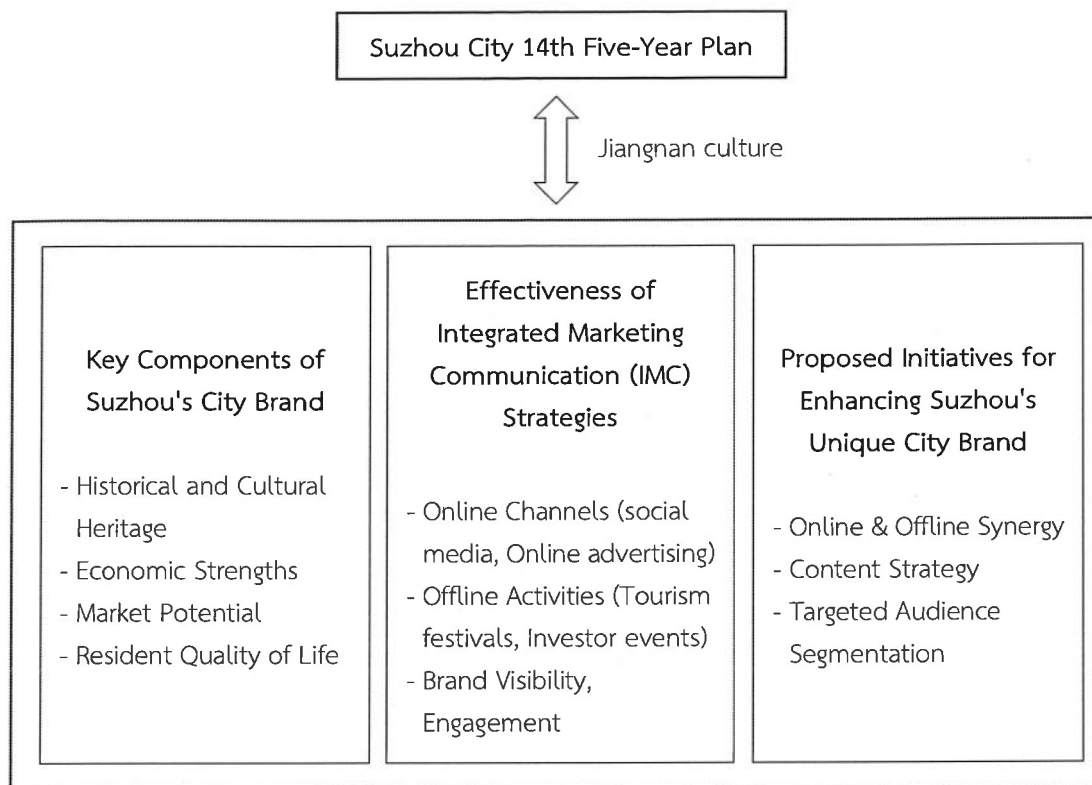 Suzhou City 14th Five-Year Plan
Jiangnan culture
Key Components of
Suzhou's City Brand
- Historical and Cultural
Heritage
- Economic Strengths
- Market Potential
- Resident Quality of Life
Effectiveness of
Integrated Marketing
Communication (IMC)
Strategies
- Online Channels (social
media, Online advertising)
- Offline Activities (Tourism
festivals, Investor events)
- Brand Visibility,
Engagement
Proposed Initiatives for
Enhancing Suzhou's
Unique City Brand
- Online & Offline Synergy
- Content Strategy
- Targeted Audience
Segmentation